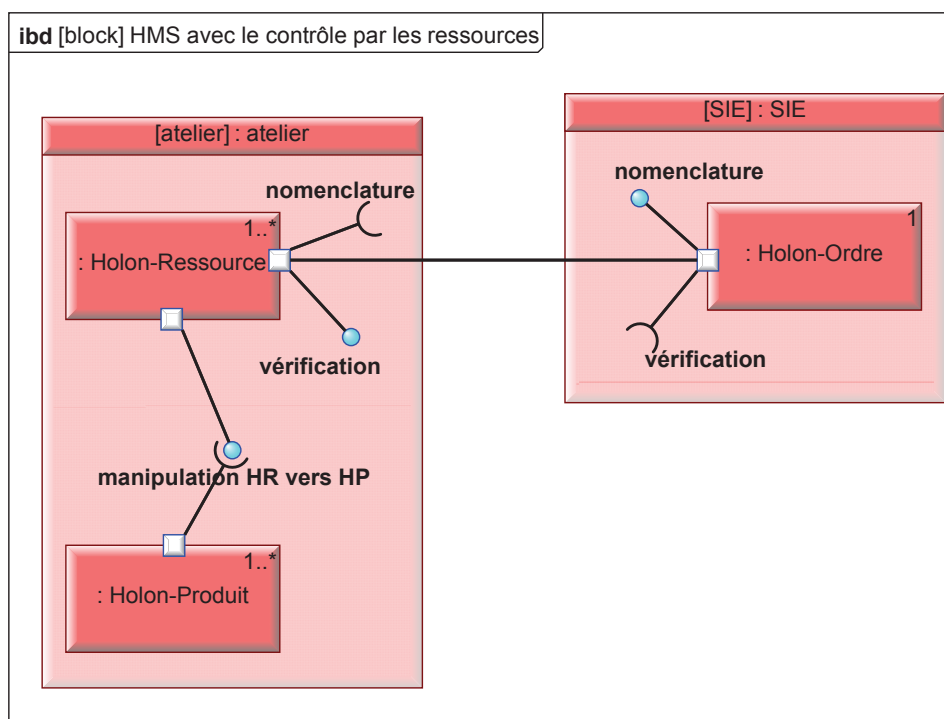 ibd [block] HMS avec le contrôle par les ressources
[atelier] : atelier
nomenclature
1..*
: Holon-Ressource
vérification
manipulation HR vers HP
1..*
: Holon-Produit
[SIE] : SIE
nomenclature
1
: Holon-Ordre
vérification